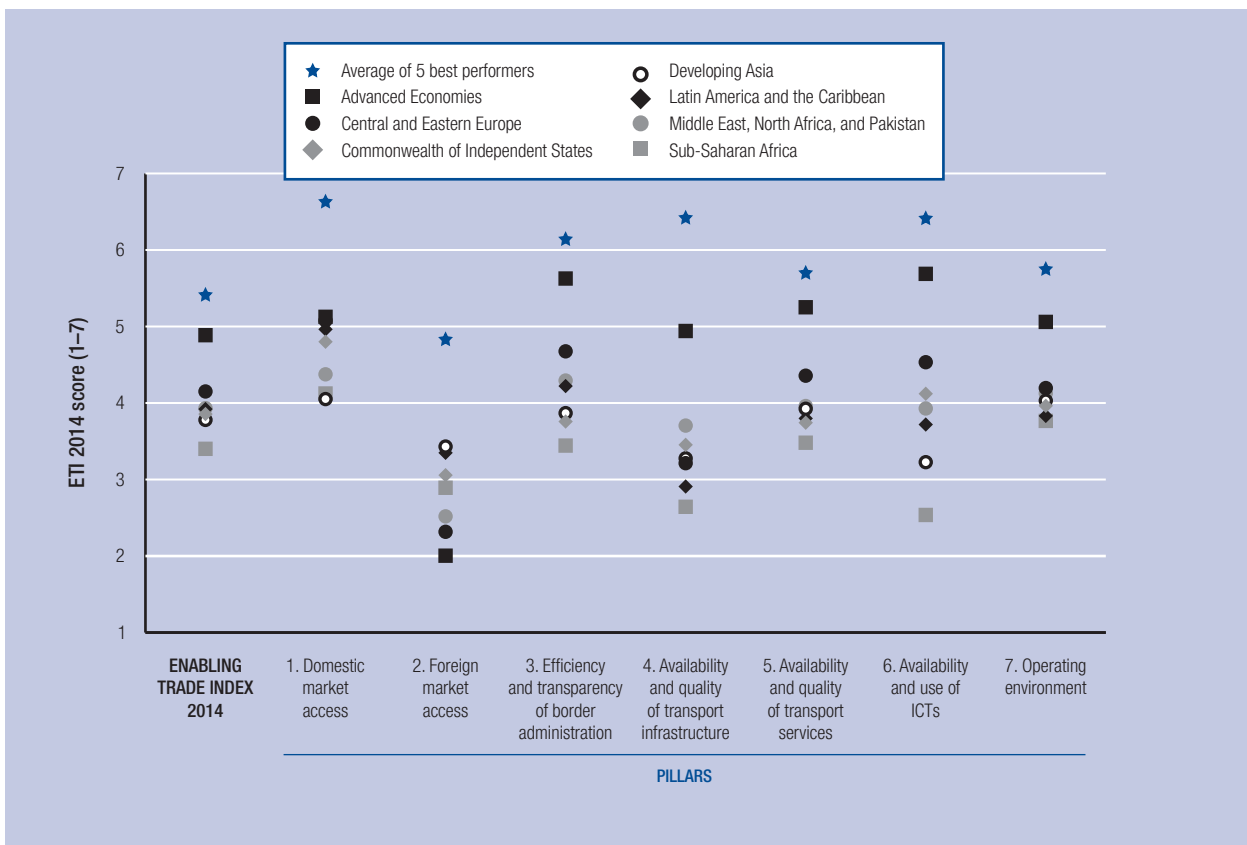 Average of 5 best performers
Advanced Economies
Central and Eastern Europe
Commonwealth of Independent States
Developing Asia
Latin America and the Caribbean
Middle East, North Africa, and Pakistan
Sub-Saharan Africa
ETI 2014 score (1–7)
7
6
5
4
3
2
1
ENABLING
TRADE INDEX
2014
1. Domestic
market
access
2. Foreign
market
access
3. Efficiency
and transparency
of border
administration
4. Availability
and quality
of transport
infrastructure
5. Availability
and quality
of transport
services
6. Availability
and use of
ICTs
7. Operating
environment
PILLARS